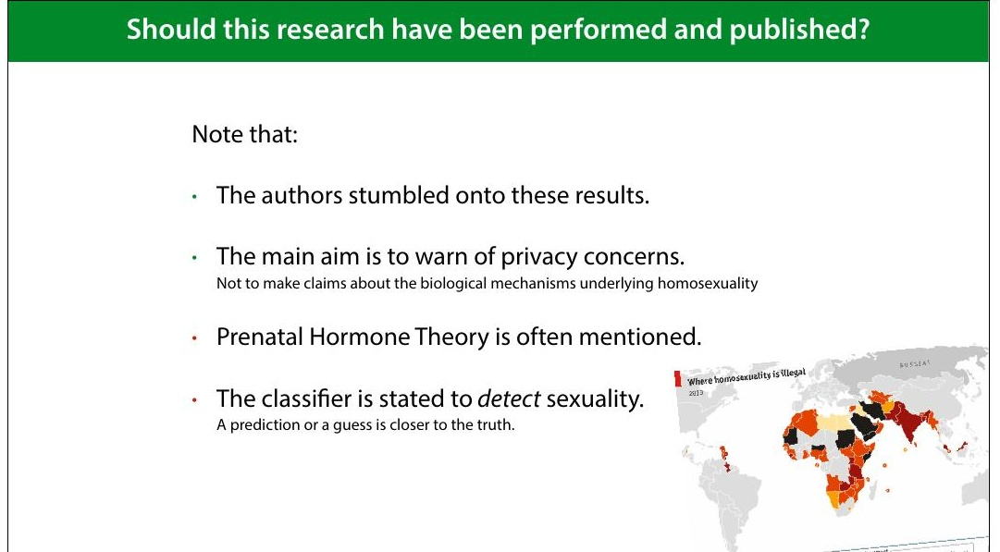 Should this research have been performed and published?
Note that:
• The authors stumbled onto these results.
• The main aim is to warn of privacy concerns.
Not to make claims about the biological mechanisms underlying homosexuality
• Prenatal Hormone Theory is often mentioned.
• The classifier is stated to detect sexuality.
A prediction or a guess is closer to the truth.
Where homosexuality is illegal
2013